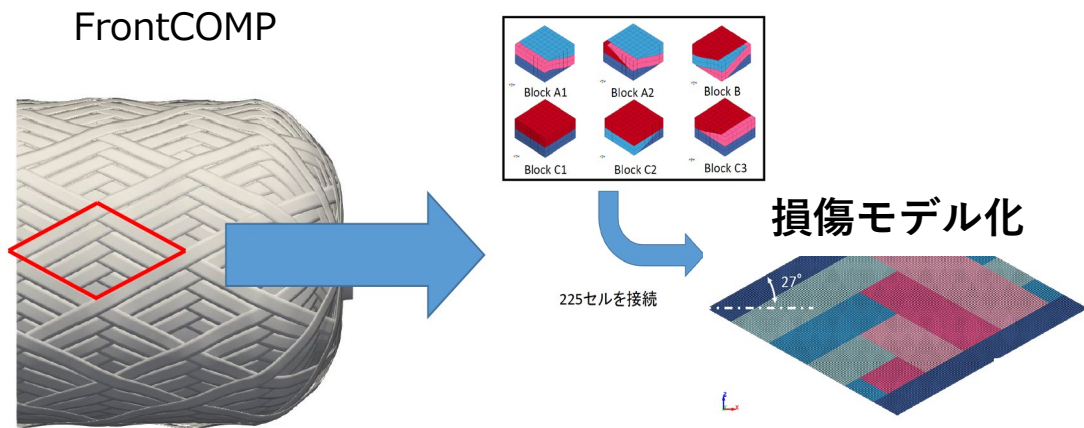 FrontCOMP
Block A1
Block A2
Block B
Block C1
Block C2
Block C3
損傷モデル化
225セルを接続
27°
z
x